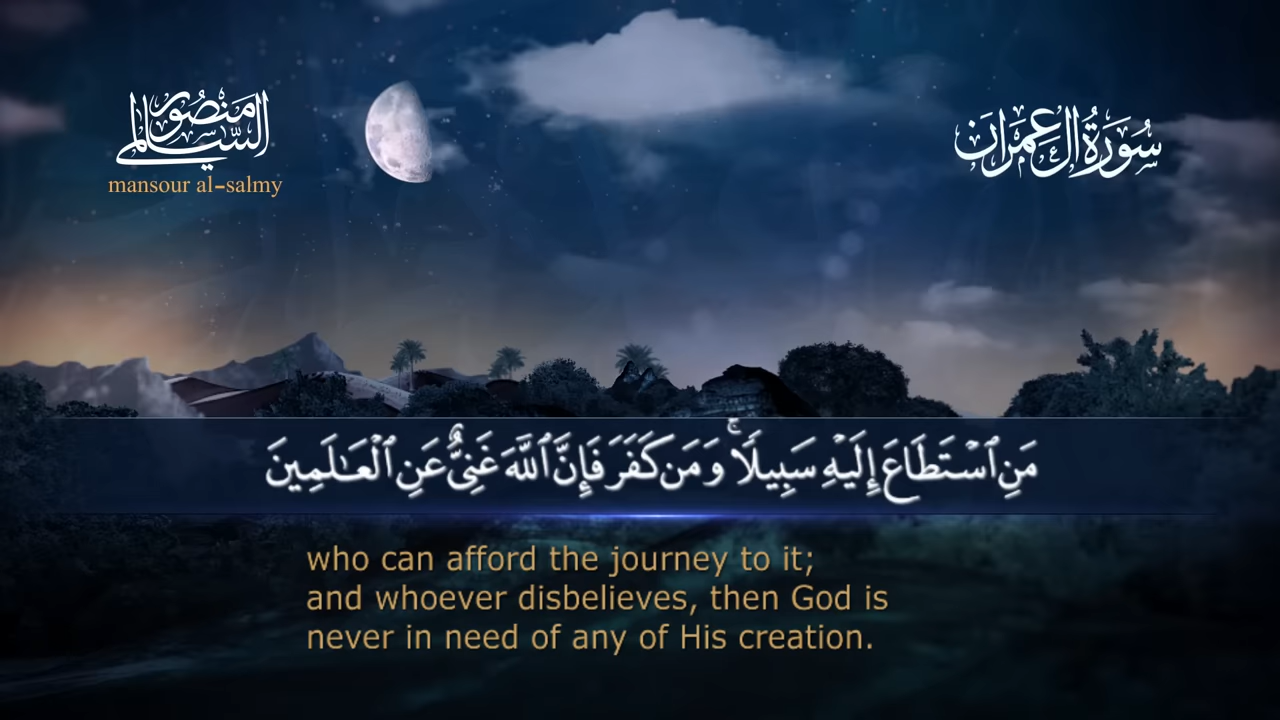 منصور
السالمي
mansour al-salmy
سُورَةُ آلِ عِمرَان
مَنِ ٱسْتَطَاعَ إِلَيْهِ سَبِيلًاۚ وَمَن كَفَرَ فَإِنَّ ٱللَّهَ غَنِىٌّ عَنِ ٱلْعَـٰلَمِينَ
who can afford the journey to it;
and whoever disbelieves, then God is
never in need of any of His creation.